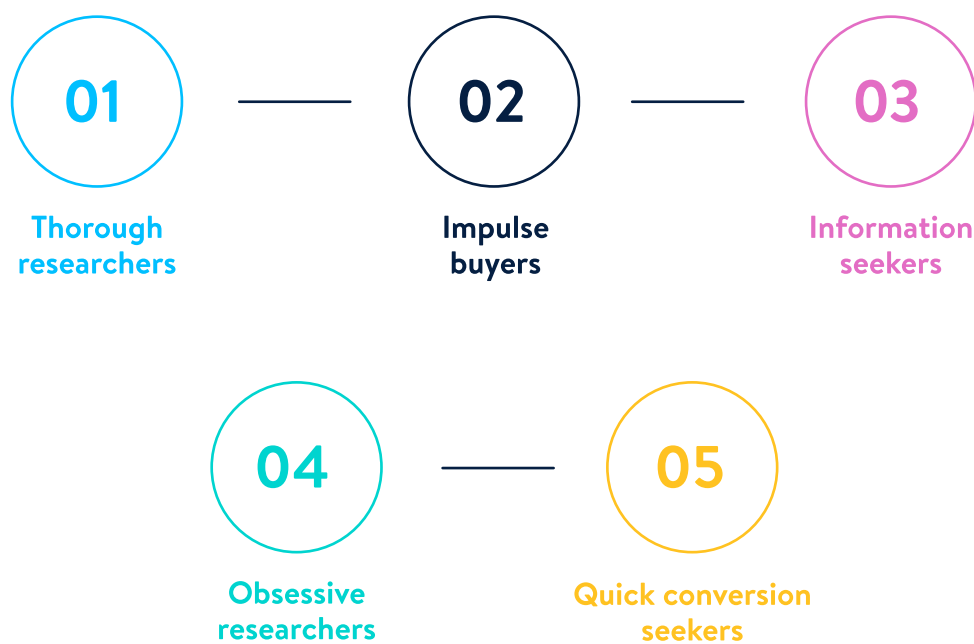 01
02
03
Thorough
researchers
Impulse
buyers
Information
seekers
04
05
Obsessive
researchers
Quick conversion
seekers